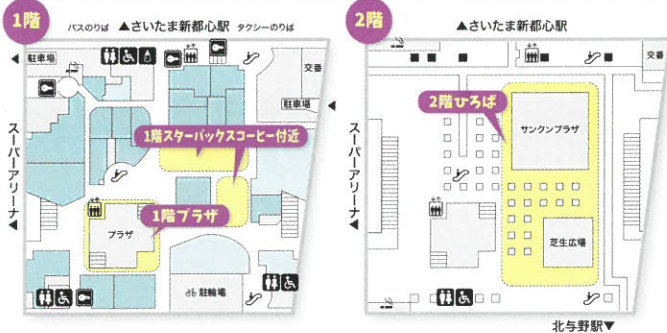 1階
バスのりば ▲さいたま新都心駅 タクシーのりば
駐車場
交番
駐車場
◀スーパーアリーナ
1階スターバックスコーヒー付近
1階プラザ
プラザ
駐輪場
2階
▲さいたま新都心駅
交番
2階ひろば
サンクンプラザ
スーパーアリーナ◀
芝生広場
北与野駅▼